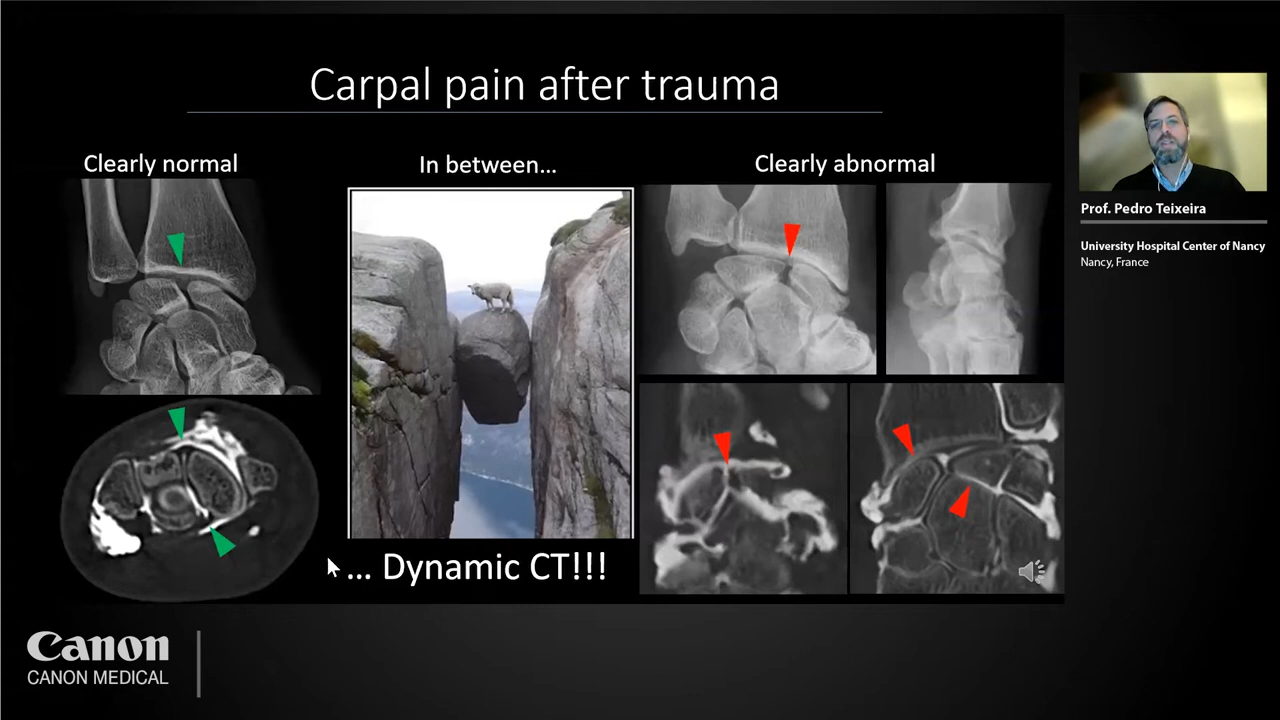 Carpal pain after trauma
Clearly normal
In between...
Clearly abnormal
... Dynamic CT!!!
Prof. Pedro Teixeira
University Hospital Center of Nancy
Nancy, France
Canon
CANON MEDICAL